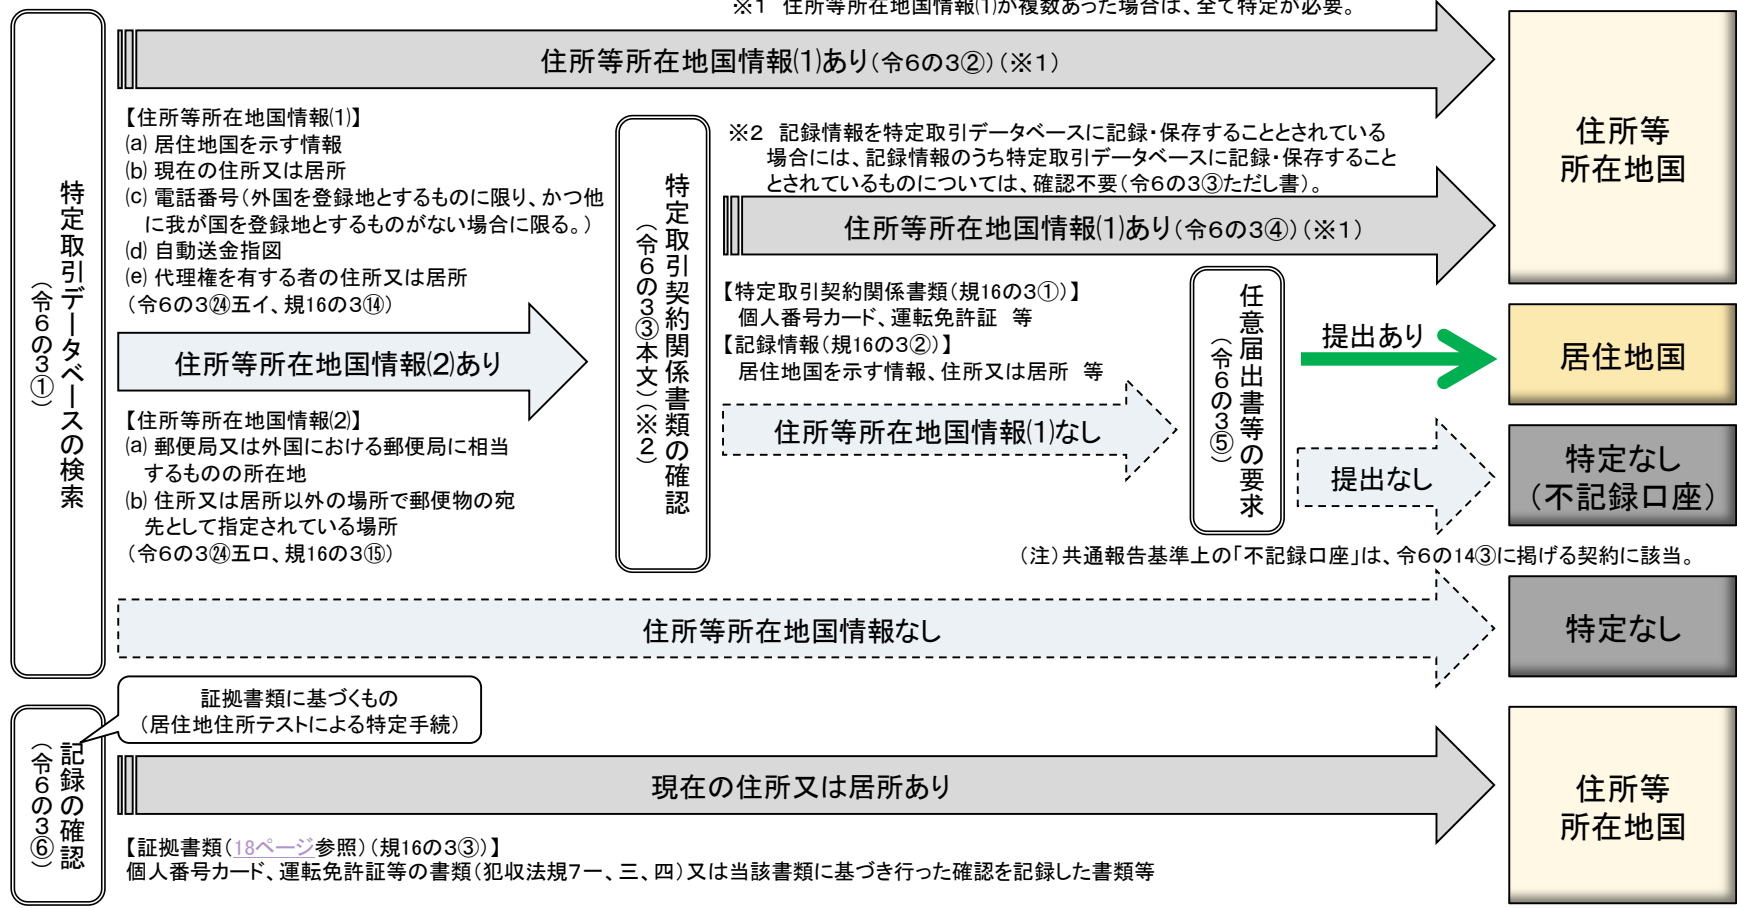 ※1　住所等所在地国情報⑴が複数あった場合は、全て特定が必要。
特定取引データベースの検索
（令6の3①）
住所等所在地国情報⑴あり（令6の3②）（※1）
住所等
所在地国
【住所等所在地国情報⑴】
⒜ 居住地国を示す情報
⒝ 現在の住所又は居所
⒞ 電話番号（外国を登録地とするものに限り、かつ他
に我が国を登録地とするものがない場合に限る。）
⒟ 自動送金指図
⒠ 代理権を有する者の住所又は居所
（令6の3㉔五イ、規16の3⑭）
住所等所在地国情報⑵あり
【住所等所在地国情報⑵】
⒜ 郵便局又は外国における郵便局に相当
するものの所在地
⒝ 住所又は居所以外の場所で郵便物の宛
先として指定されている場所
（令6の3㉔五ロ、規16の3⑮）
特定取引契約関係書類の確認
（令6の3③本文）（※2）
※2　記録情報を特定取引データベースに記録・保存することとされている
場合には、記録情報のうち特定取引データベースに記録・保存すること
とされているものについては、確認不要（令6の3③ただし書）。
住所等所在地国情報⑴あり（令6の3④）（※1）
【特定取引契約関係書類（規16の3①）】
個人番号カード、運転免許証　等
【記録情報（規16の3②）】
居住地国を示す情報、住所又は居所　等
住所等所在地国情報⑴なし
任意届出書等の要求
（令6の3⑤）
提出あり
居住地国
提出なし
特定なし
（不記録口座）
（注）共通報告基準上の「不記録口座」は、令6の14③に掲げる契約に該当。
住所等所在地国情報なし
特定なし
証拠書類に基づくもの
（居住地住所テストによる特定手続）
記録の確認
（令6の3⑥）
現在の住所又は居所あり
住所等
所在地国
【証拠書類（18ページ参照）（規16の3③）】
個人番号カード、運転免許証等の書類（犯収法規7一、三、四）又は当該書類に基づき行った確認を記録した書類等